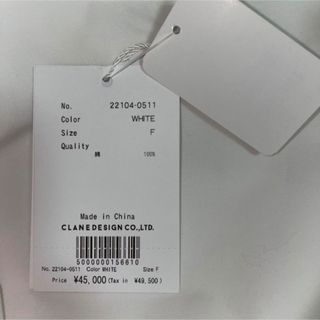 No. 22104-0511
Color WHITE
Size F
Quality
綿 100%
Made in China
CLANE DESIGN CO.,LTD.
5000000156610
No. 22104-0511 Color WHITE Size F
Price ¥45,000 (Tax in ¥49,500)